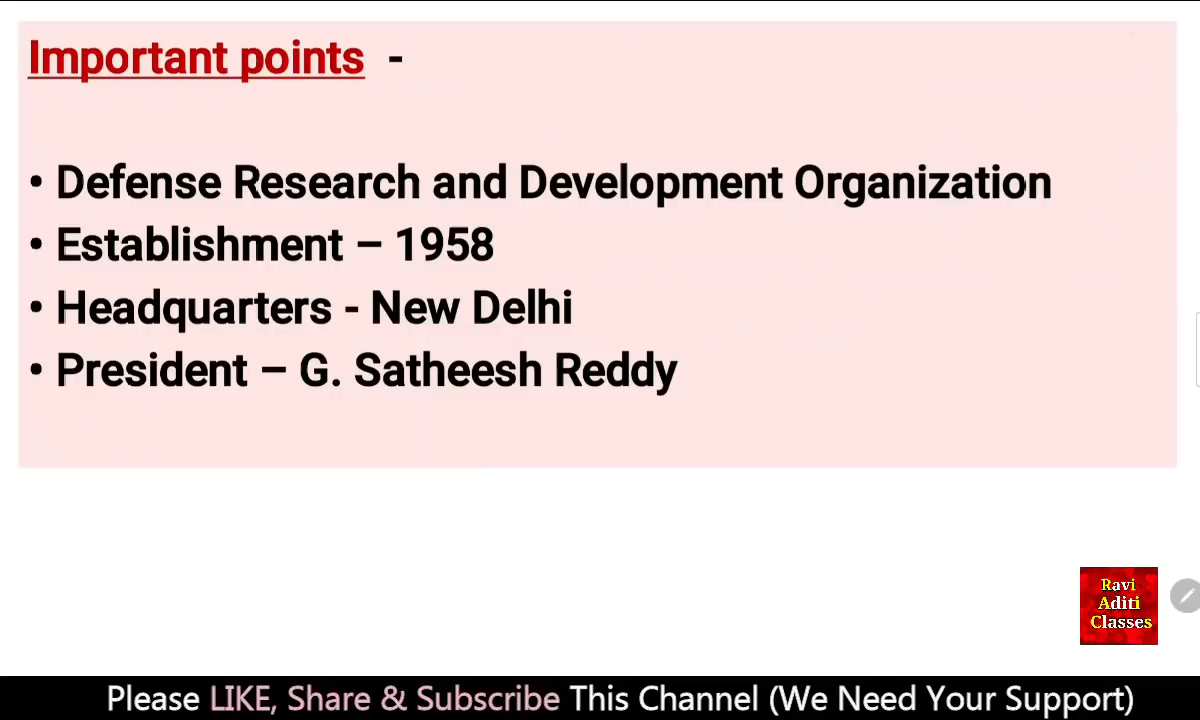 Important points -
• Defense Research and Development Organization
• Establishment – 1958
• Headquarters - New Delhi
• President – G. Satheesh Reddy
Ravi
Aditi
Classes
Please LIKE, Share & Subscribe This Channel (We Need Your Support)